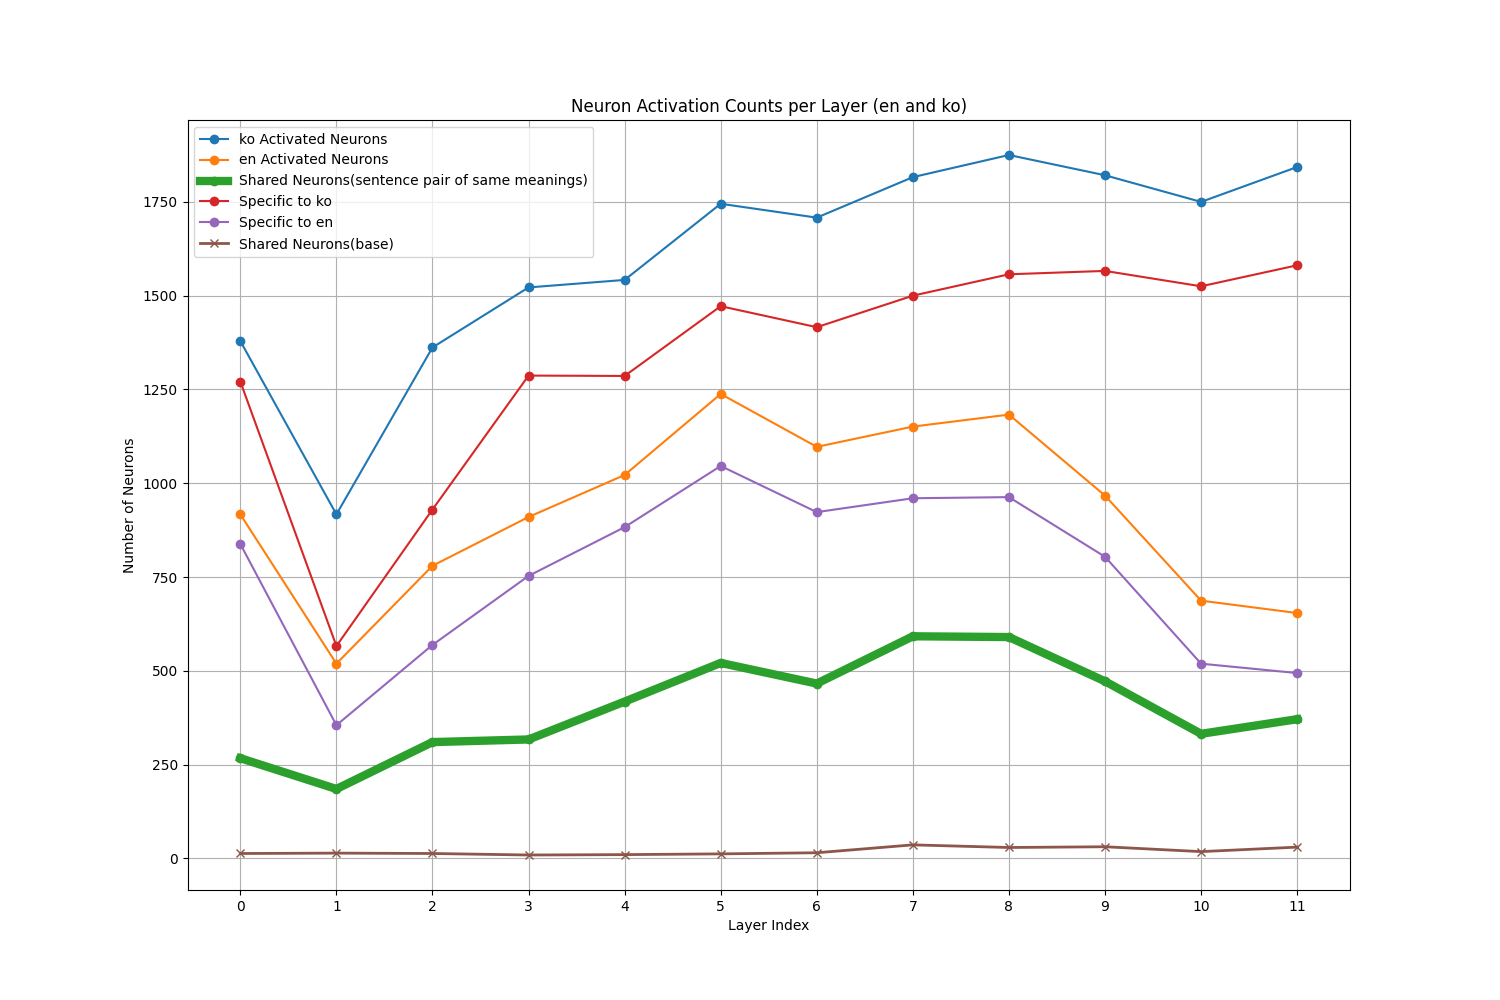 Neuron Activation Counts per Layer (en and ko)
ko Activated Neurons
en Activated Neurons
Shared Neurons(sentence pair of same meanings)
Specific to ko
Specific to en
Shared Neurons(base)
Number of Neurons
1750
1500
1250
1000
750
500
250
0
0 1 2 3 4 5 6 7 8 9 10 11
Layer Index